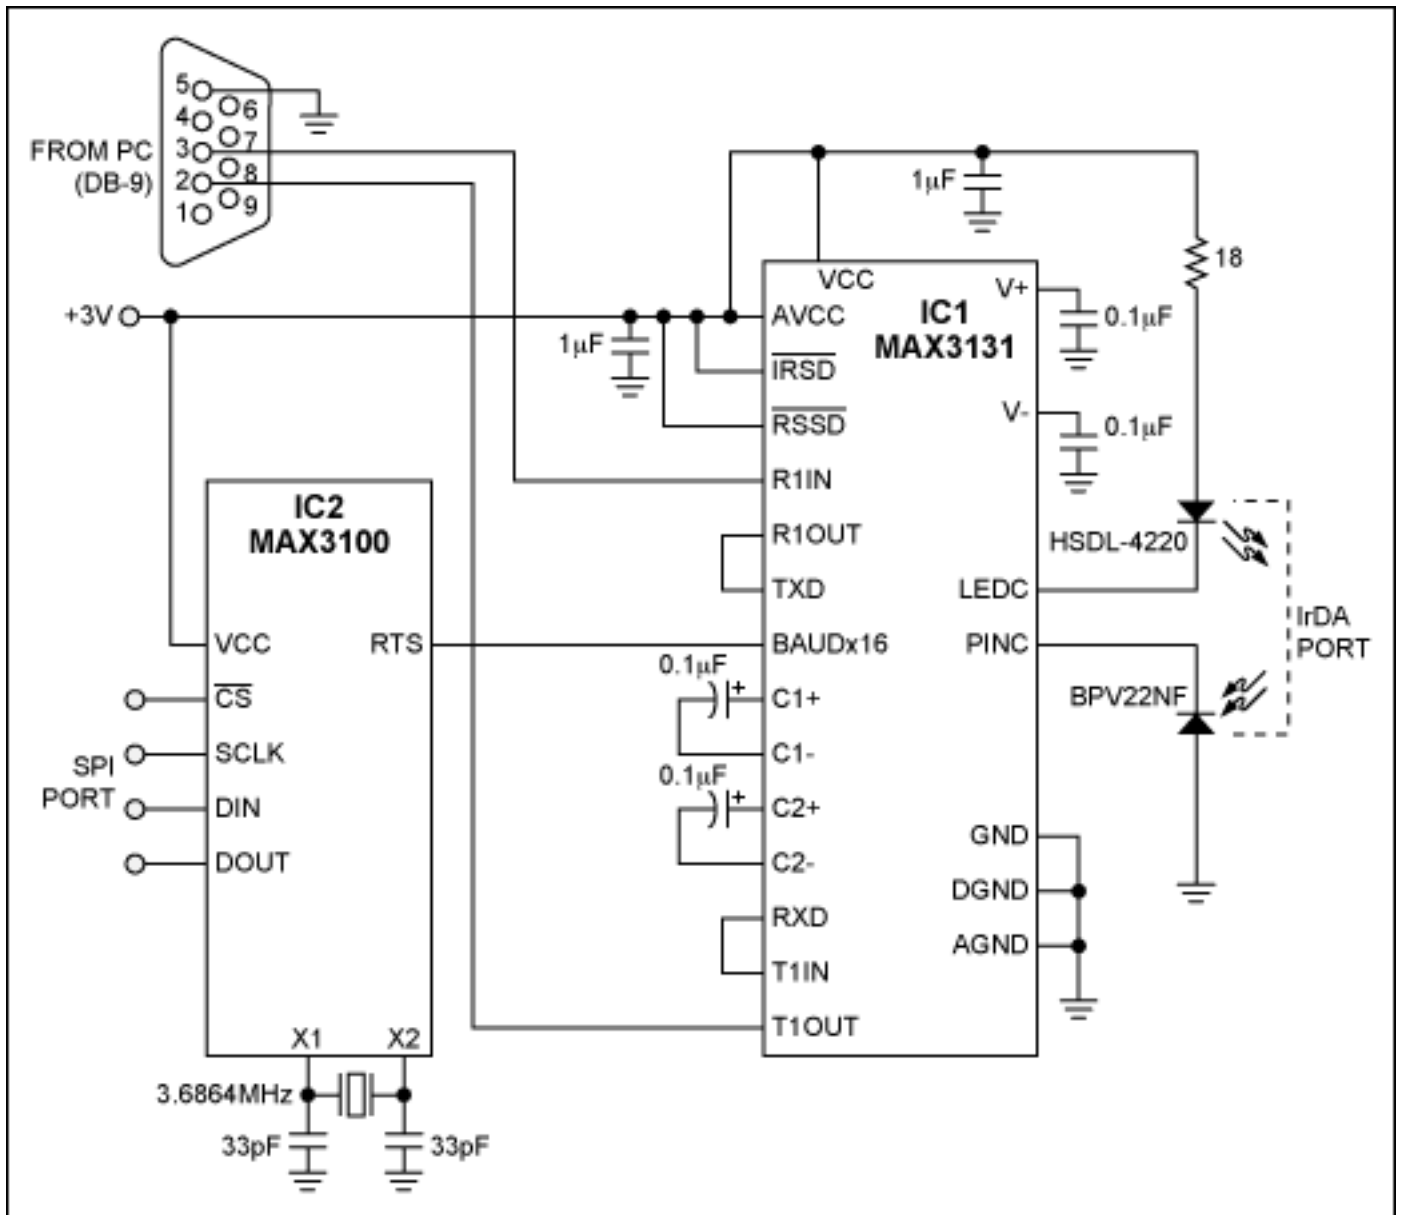 5
6
4
7
3
8
2
9
1
FROM PC
(DB-9)
1µF
18
+3V
1µF
VCC
AVCC
IRSD
RSSD
R1IN
R1OUT
TXD
BAUDx16
C1+
C1-
C2+
C2-
RXD
T1IN
T1OUT
IC1
MAX3131
V+
0.1µF
V-
0.1µF
LEDC
PINC
GND
DGND
AGND
HSDL-4220
BPV22NF
IrDA
PORT
0.1µF
0.1µF
IC2
MAX3100
VCC
RTS
CS
SCLK
DIN
DOUT
SPI
PORT
X1
X2
3.6864MHz
33pF
33pF